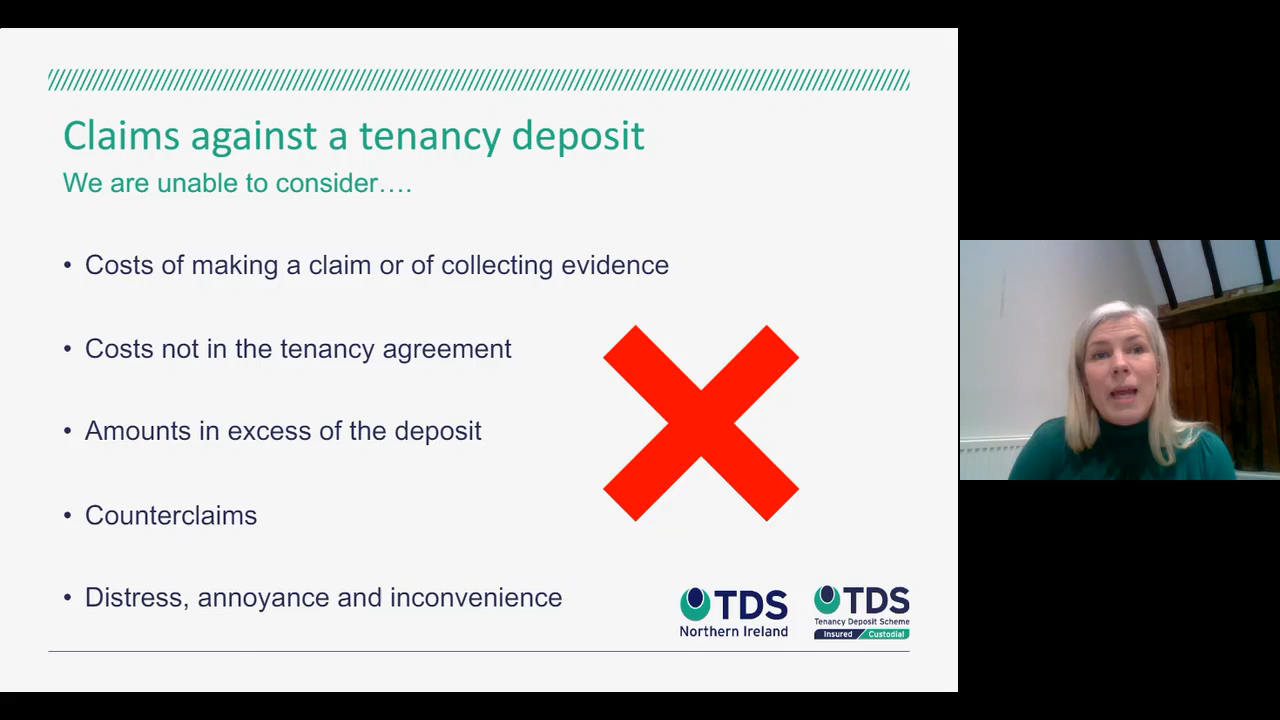 Claims against a tenancy deposit
We are unable to consider....
• Costs of making a claim or of collecting evidence
• Costs not in the tenancy agreement
• Amounts in excess of the deposit
• Counterclaims
• Distress, annoyance and inconvenience
TDS
Northern Ireland
TDS
Tenancy Deposit Scheme
Insured Custodial